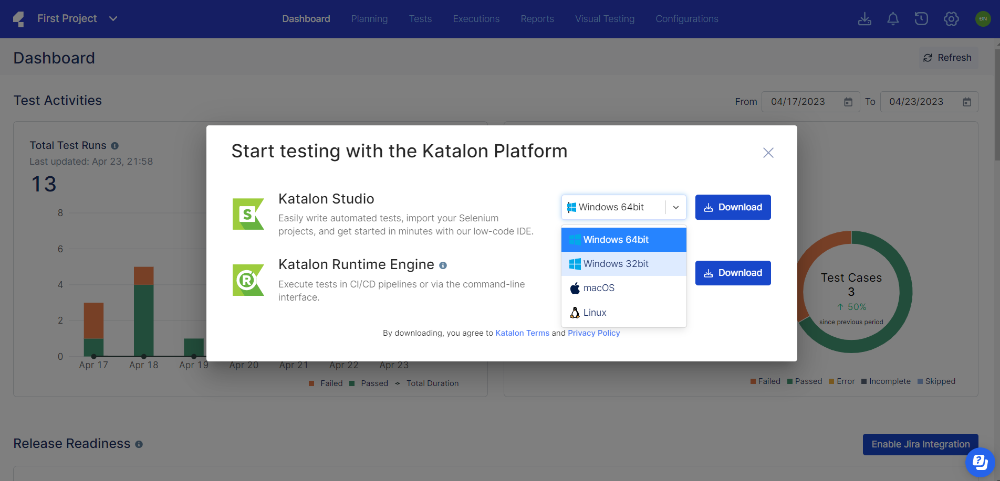 First Project
Dashboard
Planning
Tests
Executions
Reports
Visual Testing
Configurations
ĐN
Dashboard
Refresh
Test Activities
From
04/17/2023
To
04/23/2023
Total Test Runs
Last updated: Apr 23, 21:58
13
8
6
4
2
0
Apr 17
Apr 18
Apr 19
Apr 20
Apr 21
Apr 22
Apr 23
Failed
Passed
Total Duration
Start testing with the Katalon Platform
S
Katalon Studio
Easily write automated tests, import your Selenium
projects, and get started in minutes with our low-code IDE.
Windows 64bit
Download
Windows 64bit
Windows 32bit
macOS
Linux
R
Katalon Runtime Engine
Execute tests in CI/CD pipelines or via the command-line
interface.
Download
By downloading, you agree to Katalon Terms and Privacy Policy
Test Cases
3
↑ 50%
since previous period
Failed
Passed
Error
Incomplete
Skipped
Release Readiness
Enable Jira Integration